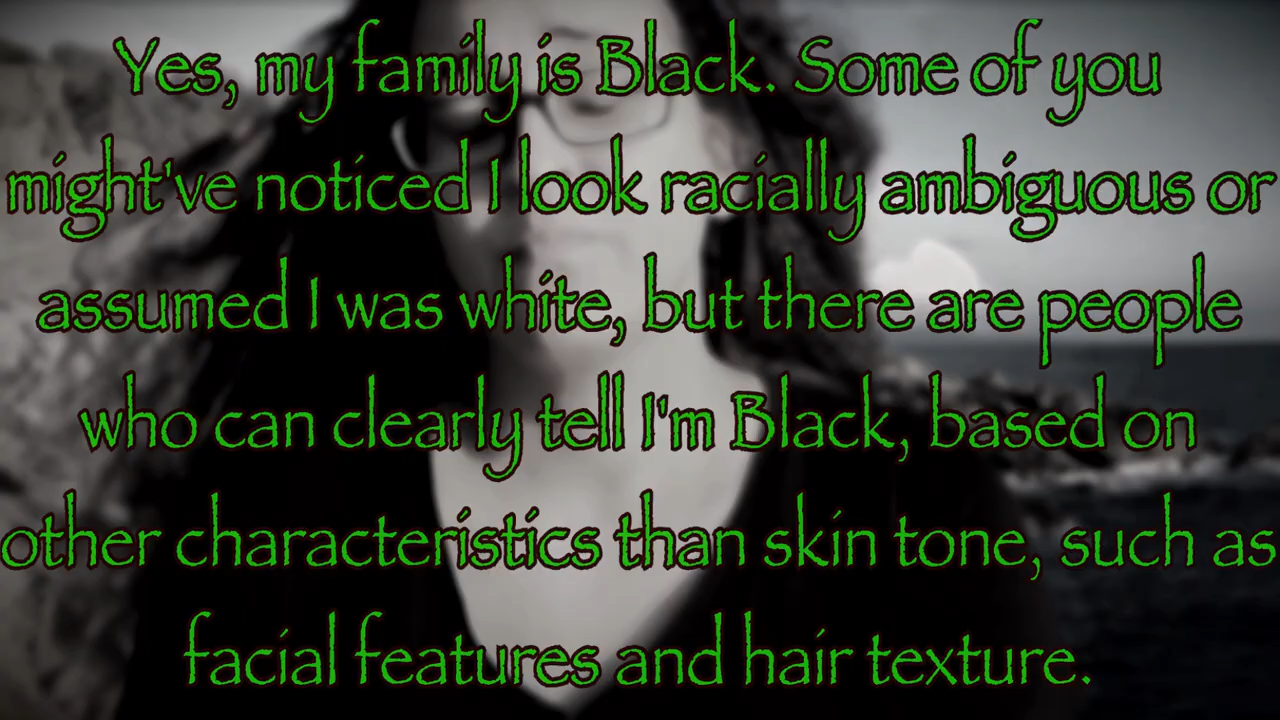 Yes, my family is Black. Some of you
might've noticed I look racially ambiguous or
assumed I was white, but there are people
who can clearly tell I'm Black, based on
other characteristics than skin tone, such as
facial features and hair texture.